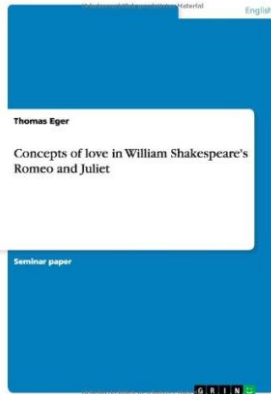 English
Thomas Eger
Concepts of love in William Shakespeare's
Romeo and Juliet
Seminar paper
GRIN